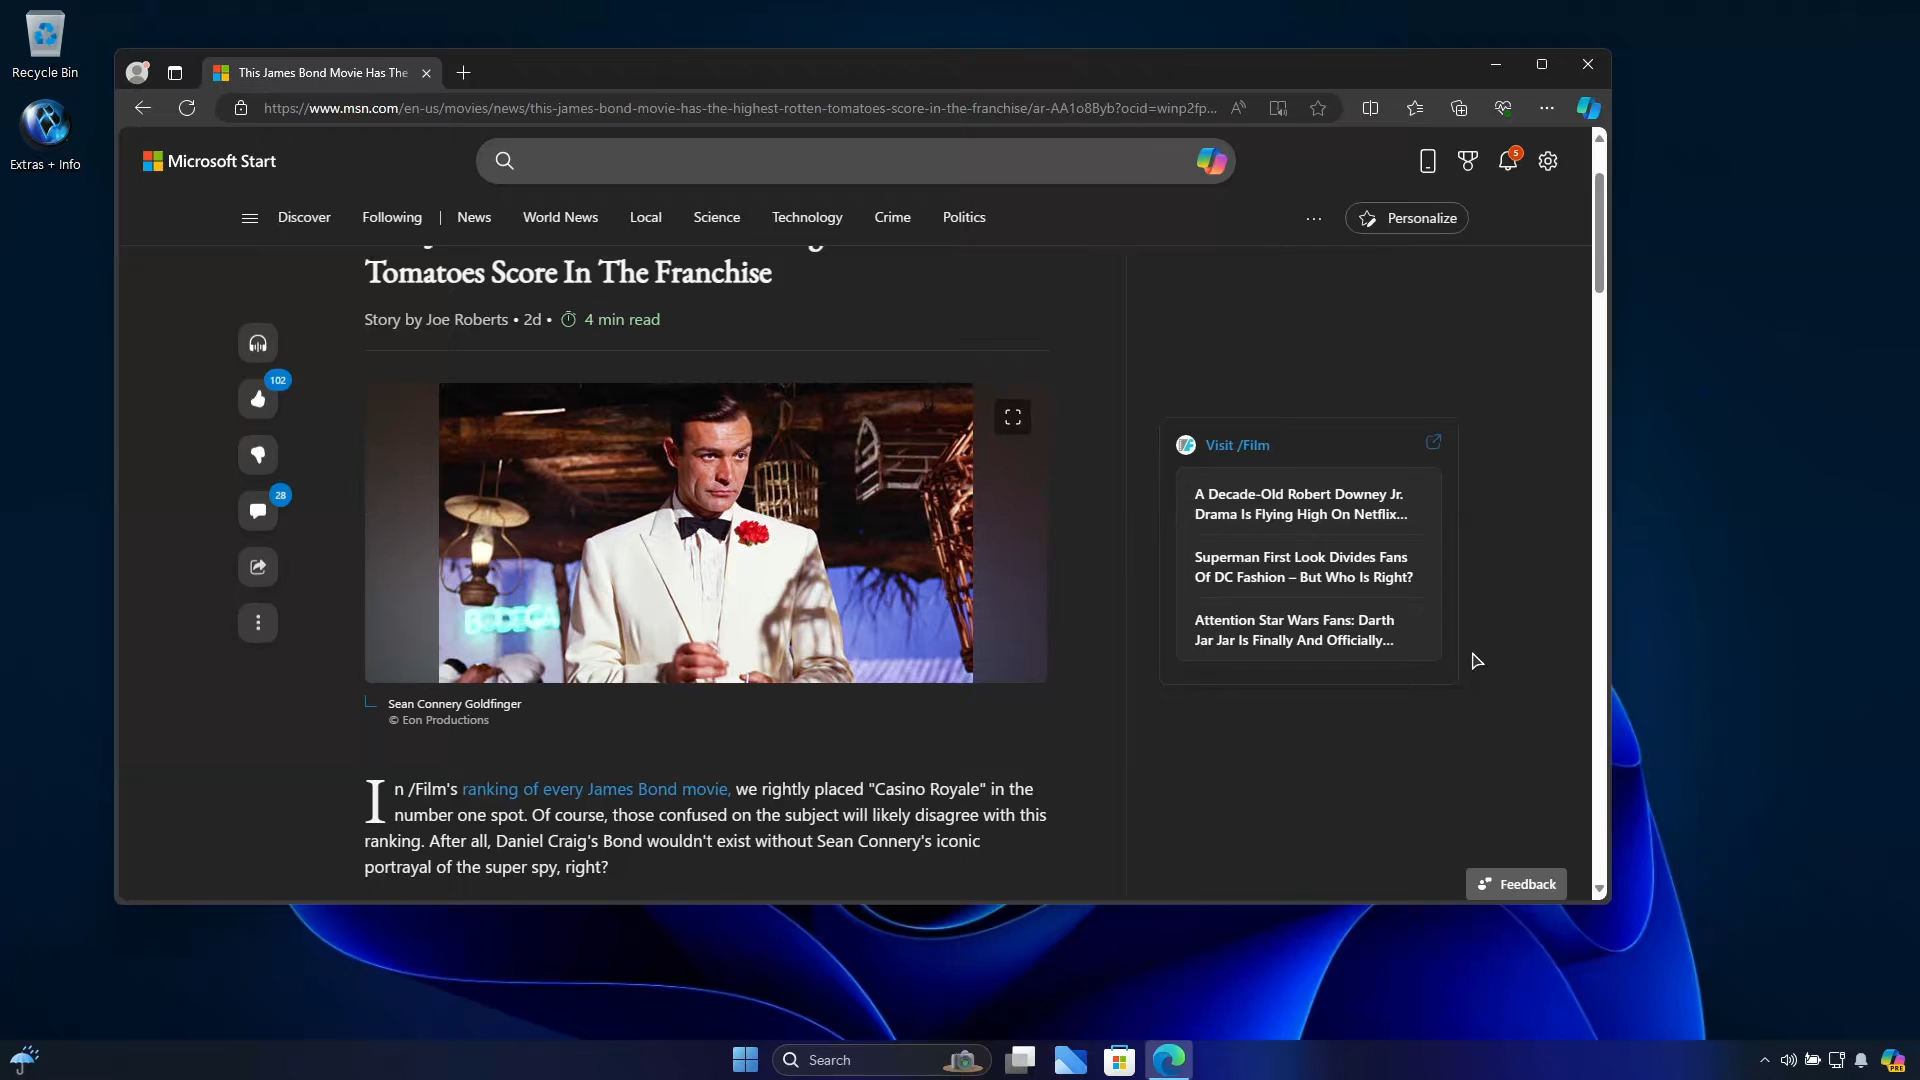 Recycle Bin
Extras + Info
This James Bond Movie Has The
https://www.msn.com/en-us/movies/news/this-james-bond-movie-has-the-highest-rotten-tomatoes-score-in-the-franchise/ar-AA1o8Byb?ocid=winp2fp...
Microsoft Start
5
Discover Following | News World News Local Science Technology Crime Politics
Personalize
Tomatoes Score In The Franchise
Story by Joe Roberts • 2d • 4 min read
102
28
BODEGA
Sean Connery Goldfinger
© Eon Productions
Visit /Film
A Decade-Old Robert Downey Jr.
Drama Is Flying High On Netflix...
Superman First Look Divides Fans
Of DC Fashion – But Who Is Right?
Attention Star Wars Fans: Darth
Jar Jar Is Finally And Officially...
In /Film's ranking of every James Bond movie, we rightly placed "Casino Royale" in the
number one spot. Of course, those confused on the subject will likely disagree with this
ranking. After all, Daniel Craig's Bond wouldn't exist without Sean Connery's iconic
portrayal of the super spy, right?
Feedback
Search
PRE